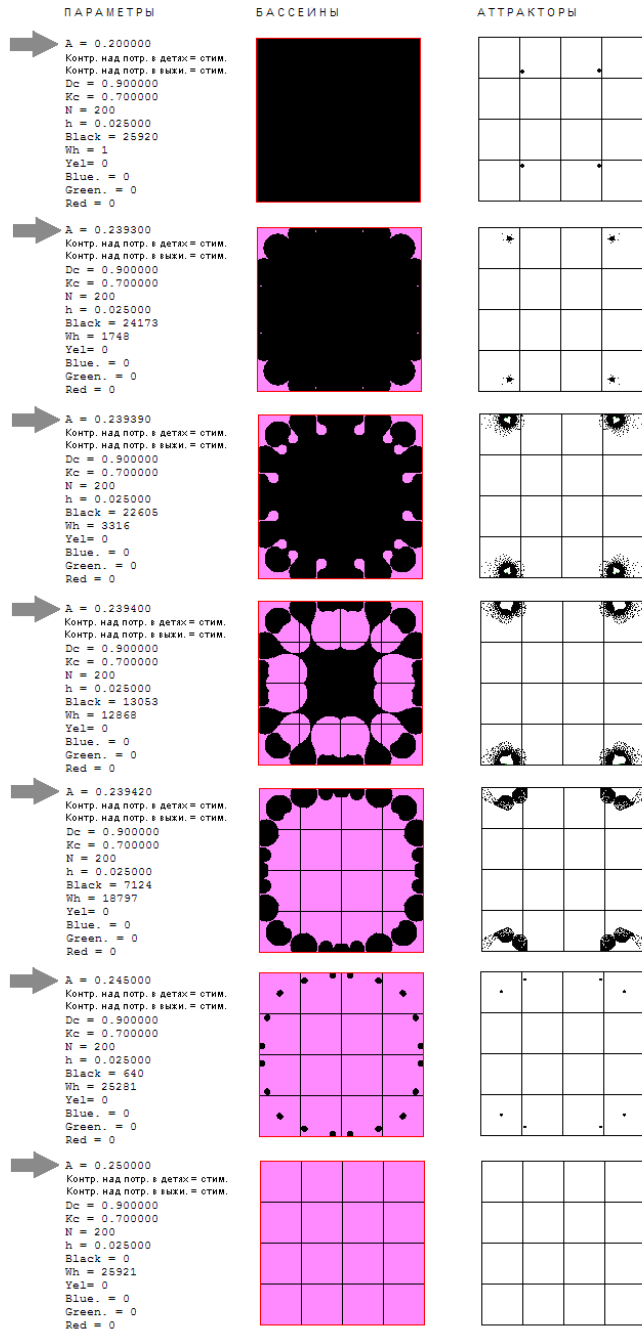 ПАРАМЕТРЫ БАССЕЙНЫ АТТРАКТОРЫ
A = 0.200000
Контр. над потр. в детях = стим.
Контр. над потр. в выжи. = стим.
Dc = 0.900000
Kc = 0.700000
N = 200
h = 0.025000
Black = 25920
Wh = 1
Yel= 0
Blue. = 0
Green. = 0
Red = 0
A = 0.239300
Контр. над потр. в детях = стим.
Контр. над потр. в выжи. = стим.
Dc = 0.900000
Kc = 0.700000
N = 200
h = 0.025000
Black = 24173
Wh = 1748
Yel= 0
Blue. = 0
Green. = 0
Red = 0
A = 0.239390
Контр. над потр. в детях = стим.
Контр. над потр. в выжи. = стим.
Dc = 0.900000
Kc = 0.700000
N = 200
h = 0.025000
Black = 22605
Wh = 3316
Yel= 0
Blue. = 0
Green. = 0
Red = 0
A = 0.239400
Контр. над потр. в детях = стим.
Контр. над потр. в выжи. = стим.
Dc = 0.900000
Kc = 0.700000
N = 200
h = 0.025000
Black = 13053
Wh = 12868
Yel= 0
Blue. = 0
Green. = 0
Red = 0
A = 0.239420
Контр. над потр. в детях = стим.
Контр. над потр. в выжи. = стим.
Dc = 0.900000
Kc = 0.700000
N = 200
h = 0.025000
Black = 7124
Wh = 18797
Yel= 0
Blue. = 0
Green. = 0
Red = 0
A = 0.245000
Контр. над потр. в детях = стим.
Контр. над потр. в выжи. = стим.
Dc = 0.900000
Kc = 0.700000
N = 200
h = 0.025000
Black = 640
Wh = 25281
Yel= 0
Blue. = 0
Green. = 0
Red = 0
A = 0.250000
Контр. над потр. в детях = стим.
Контр. над потр. в выжи. = стим.
Dc = 0.900000
Kc = 0.700000
N = 200
h = 0.025000
Black = 0
Wh = 25921
Yel= 0
Blue. = 0
Green. = 0
Red = 0